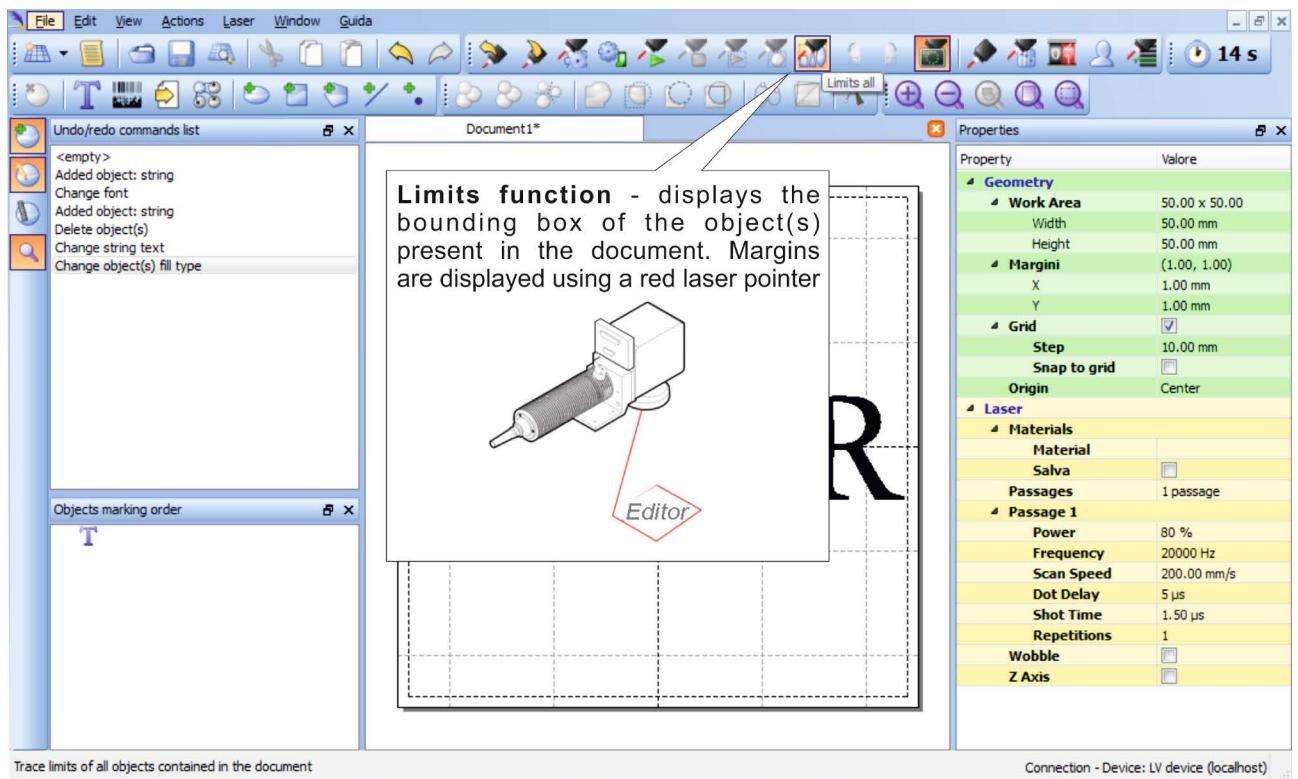 File Edit View Actions Laser Window Guida
14 s
Limits all
Undo/redo commands list
<empty>
Added object: string
Change font
Added object: string
Delete object(s)
Change string text
Change object(s) fill type
Objects marking order
T
Document1*
Limits function - displays the
bounding box of the object(s)
present in the document. Margins
are displayed using a red laser pointer
Editor
R
Properties
Property Valore
Geometry
Work Area 50.00 x 50.00
Width 50.00 mm
Height 50.00 mm
Margini (1.00, 1.00)
X 1.00 mm
Y 1.00 mm
Grid
Step 10.00 mm
Snap to grid
Origin Center
Laser
Materials
Material
Salva
Passages 1 passage
Passage 1
Power 80 %
Frequency 20000 Hz
Scan Speed 200.00 mm/s
Dot Delay 5 µs
Shot Time 1.50 µs
Repetitions 1
Wobble
Z Axis
Trace limits of all objects contained in the document
Connection - Device: LV device (localhost)